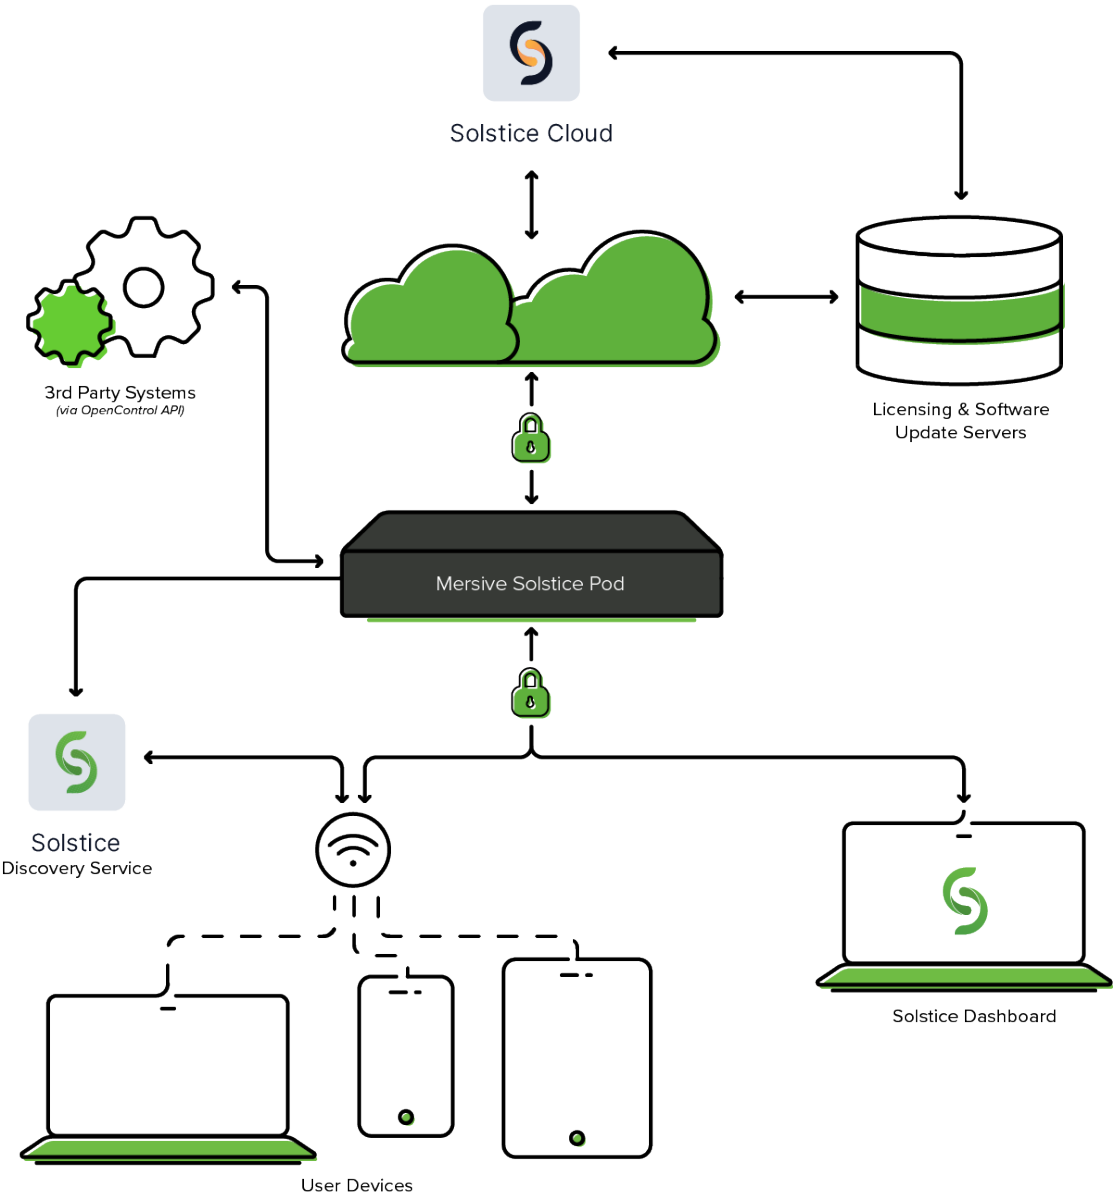 Solstice Cloud
3rd Party Systems
(via OpenControl API)
Licensing & Software
Update Servers
Mersive Solstice Pod
Solstice
Discovery Service
Solstice Dashboard
User Devices